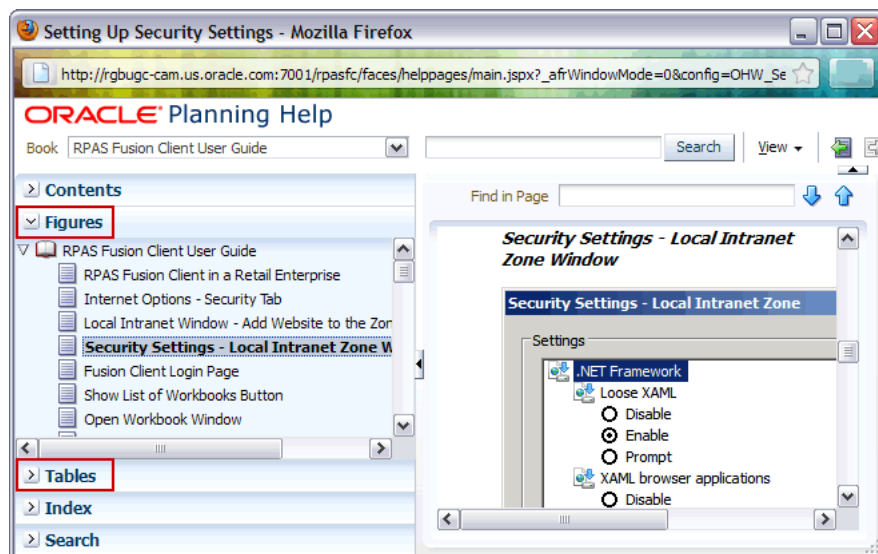 Setting Up Security Settings - Mozilla Firefox
http://rgbugc-cam.us.oracle.com:7001/rpasfc/faces/helppages/main.jspx?_afrWindowMode=0&config=OHW_Se
ORACLE Planning Help
Book RPAS Fusion Client User Guide Search View
Contents
Find in Page
Figures
RPAS Fusion Client User Guide
RPAS Fusion Client in a Retail Enterprise
Internet Options - Security Tab
Local Intranet Window - Add Website to the Zon
Security Settings - Local Intranet Zone W
Fusion Client Login Page
Show List of Workbooks Button
Open Workbook Window
Tables
Index
Search
Security Settings - Local Intranet
Zone Window
Security Settings - Local Intranet Zone
Settings
.NET Framework
Loose XAML
Disable
Enable
Prompt
XAML browser applications
Disable